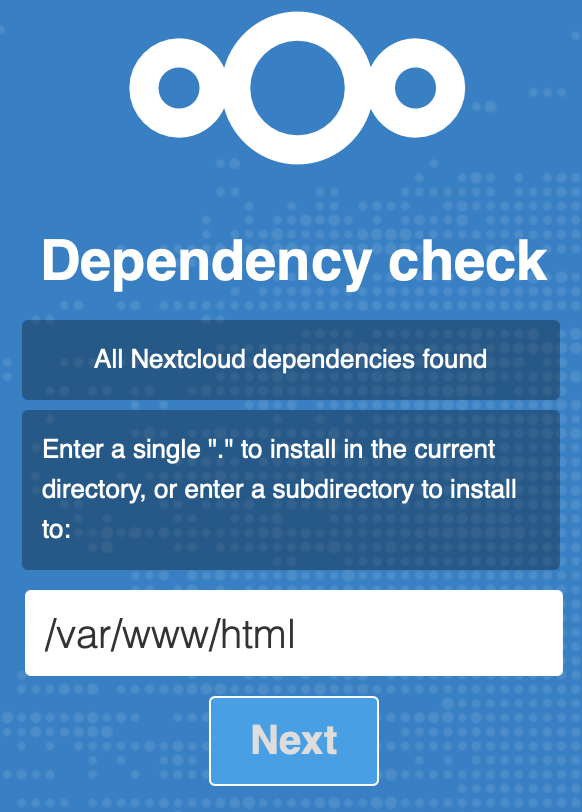 Dependency check
All Nextcloud dependencies found
Enter a single "." to install in the current
directory, or enter a subdirectory to install
to:
/var/www/html
Next